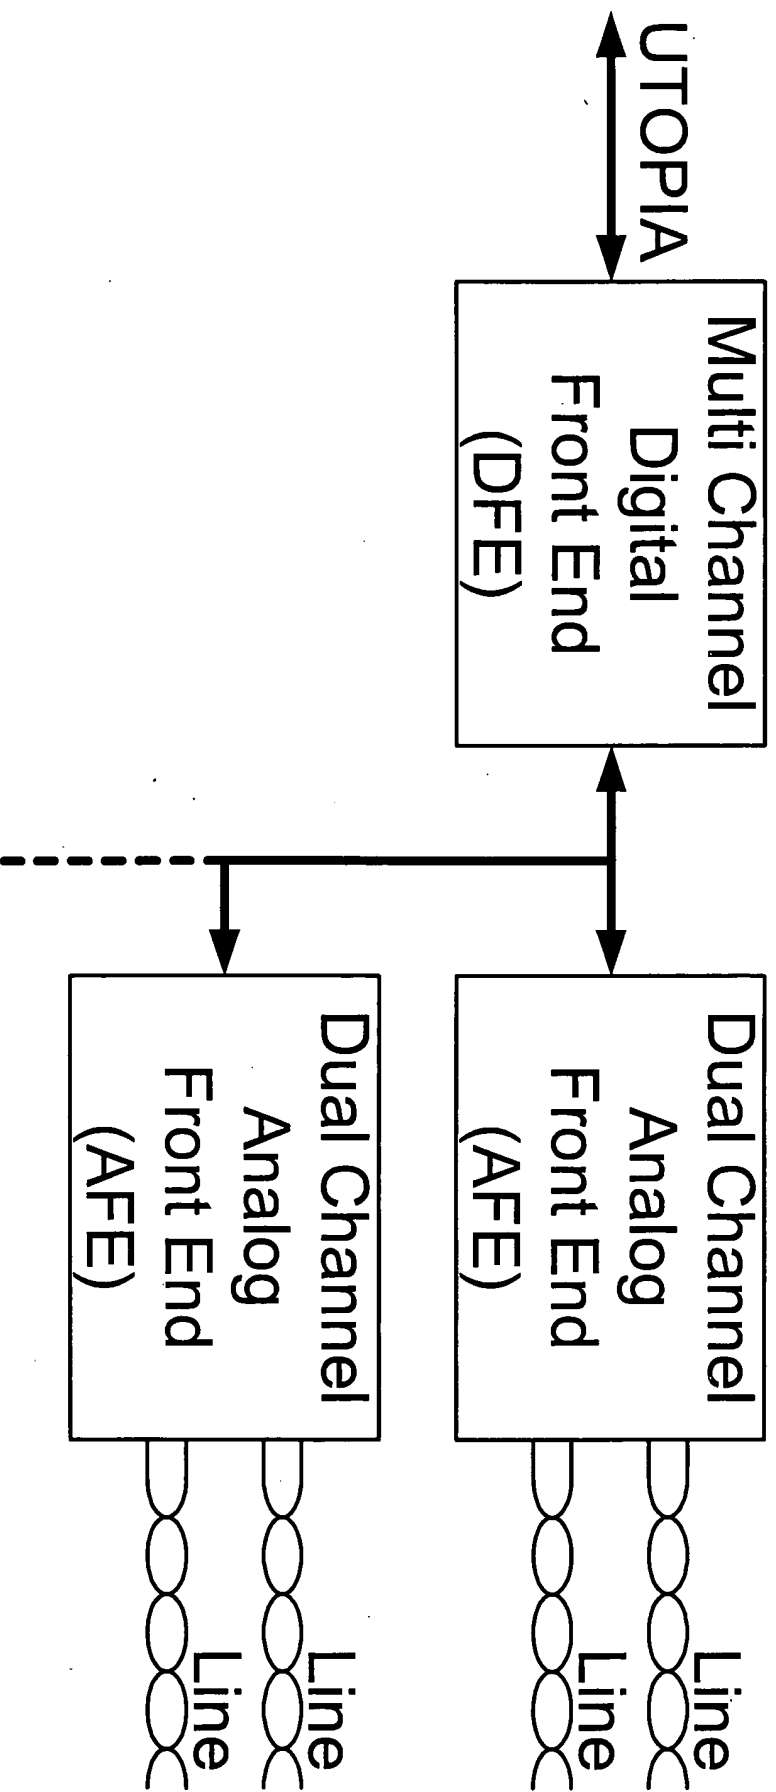 UTOPIA
Multi Channel
Digital
Front End
(DFE)
Dual Channel
Analog
Front End
(AFE)
Line
Line
Dual Channel
Analog
Front End
(AFE)
Line
Line